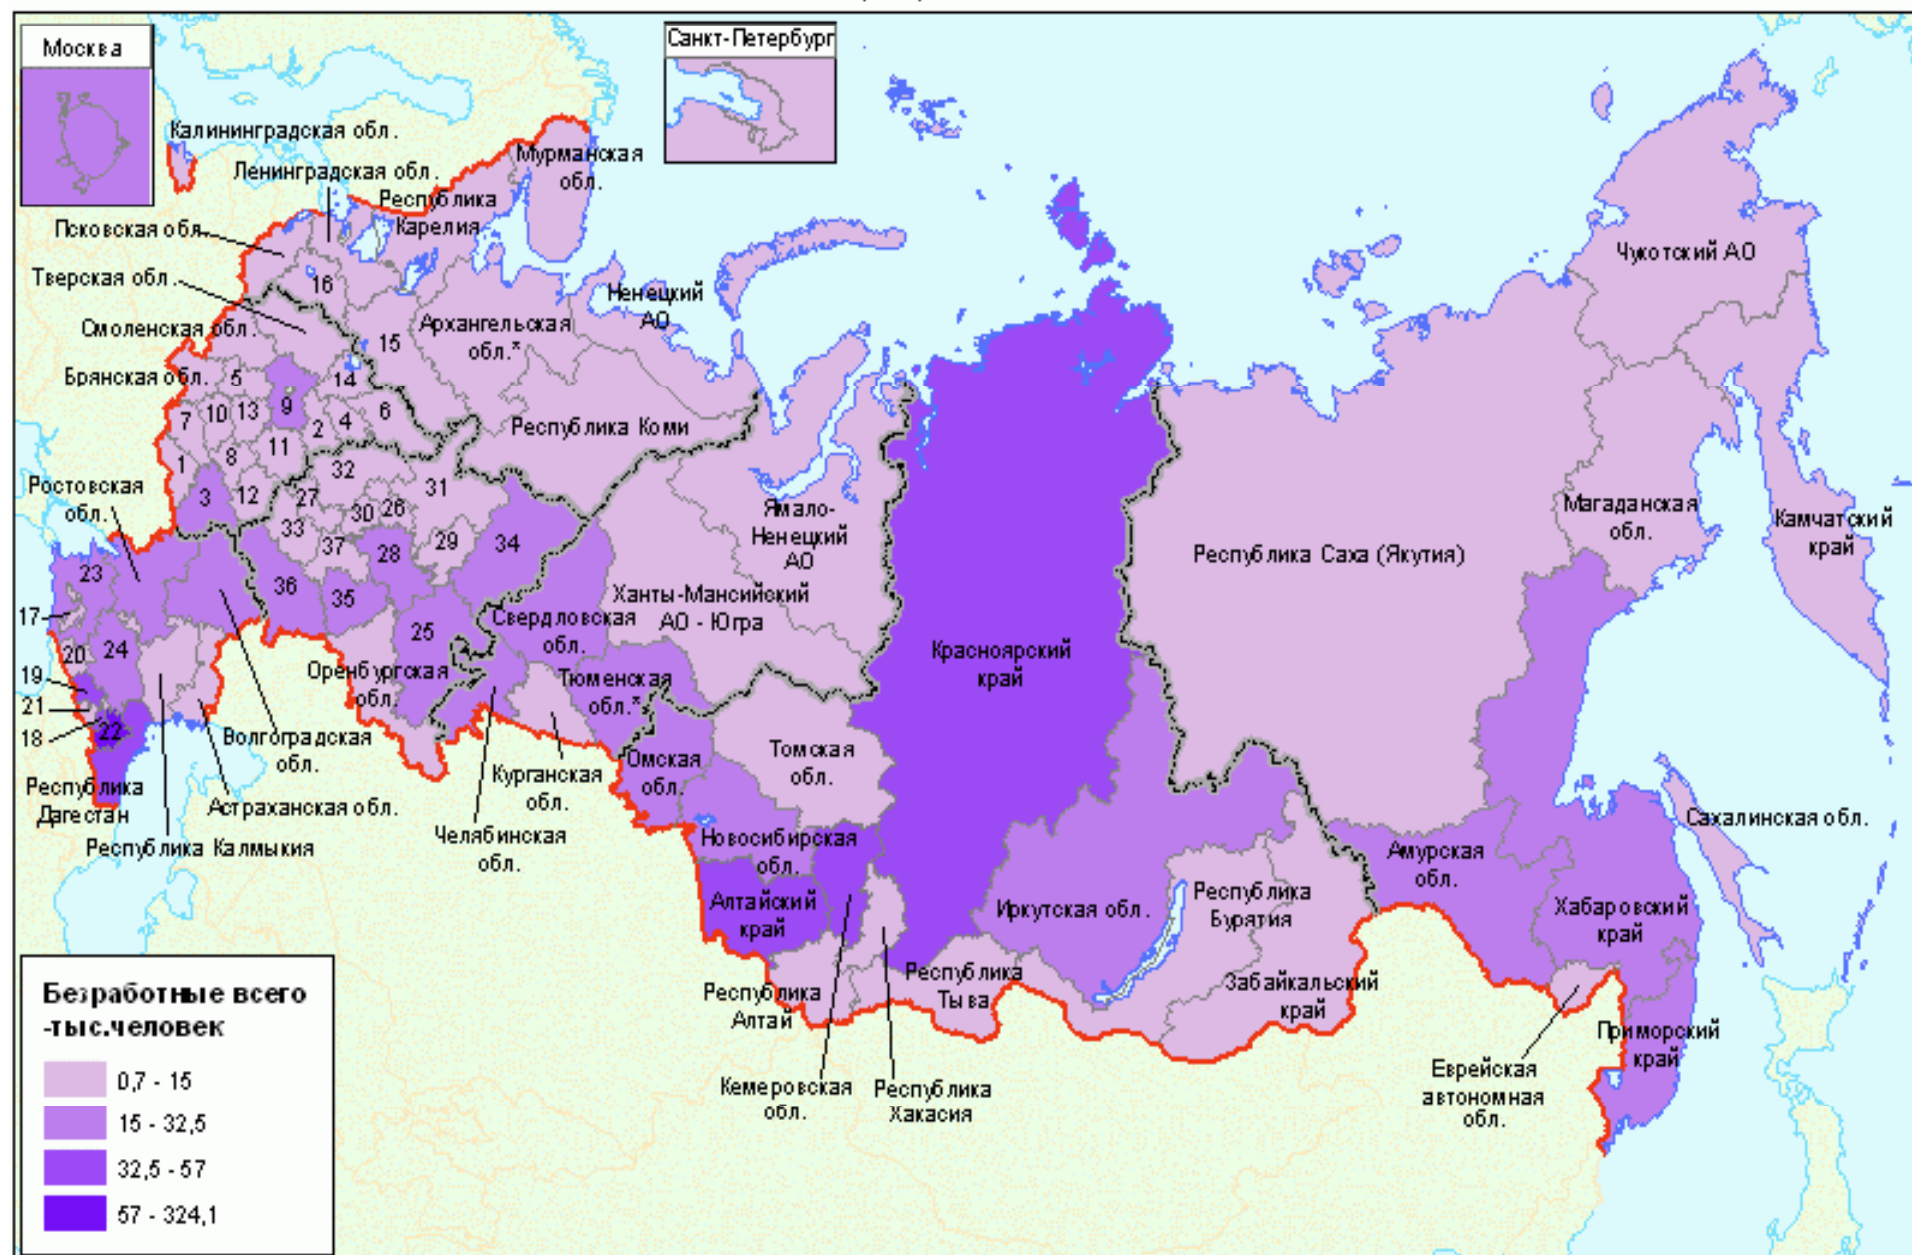 Москва
Санкт-Петербург
Калининградская обл.
Ленинградская обл.
Мурманская
обл.
Республика
Карелия
Псковская обл.
Тверская обл.
Смоленская обл.
Брянская обл.
16
15
Архангельская
обл.*
Ненецкий
АО
Чукотский АО
5
14
9
7
10
13
2
4
6
Республика Коми
1
8
11
Ростовская
обл.
3
12
32
27
31
33
30
26
37
28
29
34
Ямало-
Ненецкий
АО
Республика Саха (Якутия)
Магаданская
обл.
Камчатский
край
23
17
36
35
25
Ханты-Мансийский
АО - Югра
Свердловская
обл.
20
24
19
21
18
22
Оренбургская
обл.
Тюменская
обл.*
Красноярский
край
Волгоградская
обл.
Омская
обл.
Томская
обл.
Курганская
обл.
Республика
Дагестан
Астраханская обл.
Республика Калмыкия
Челябинская
обл.
Новосибирская
обл.
Сахалинская обл.
Амурская
обл.
Алтайский
край
Иркутская обл.
Республика
Бурятия
Хабаровский
край
Республика
Алтай
Республика
Тыва
Забайкальский
край
Приморский
край
Кемеровская
обл.
Республика
Хакасия
Еврейская
автономная
обл.
Безработные всего
-тыс.человек
0,7 - 15
15 - 32,5
32,5 - 57
57 - 324,1